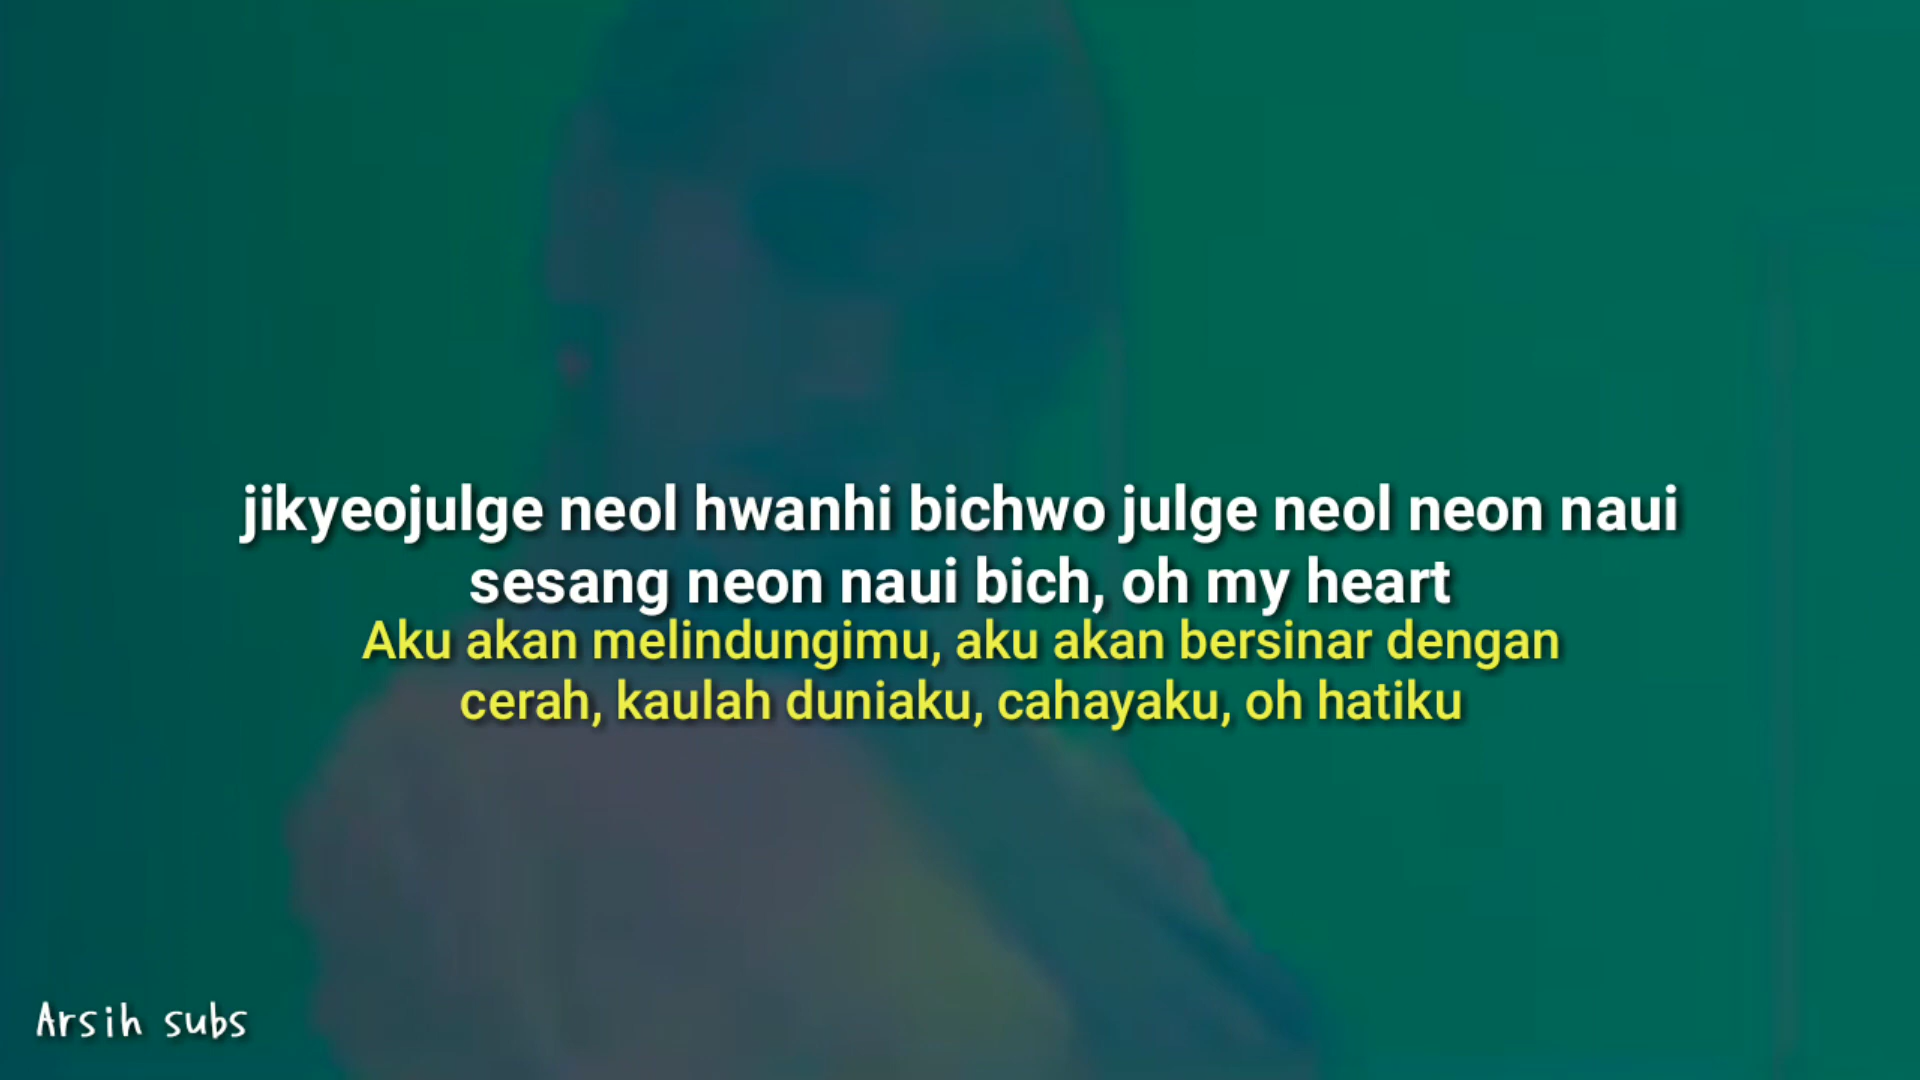 jikyeojulge neol hwanhi bichwo julge neol neon naui
sesang neon naui bich, oh my heart
Aku akan melindungimu, aku akan bersinar dengan
cerah, kaulah duniaku, cahayaku, oh hatiku
Arsih subs